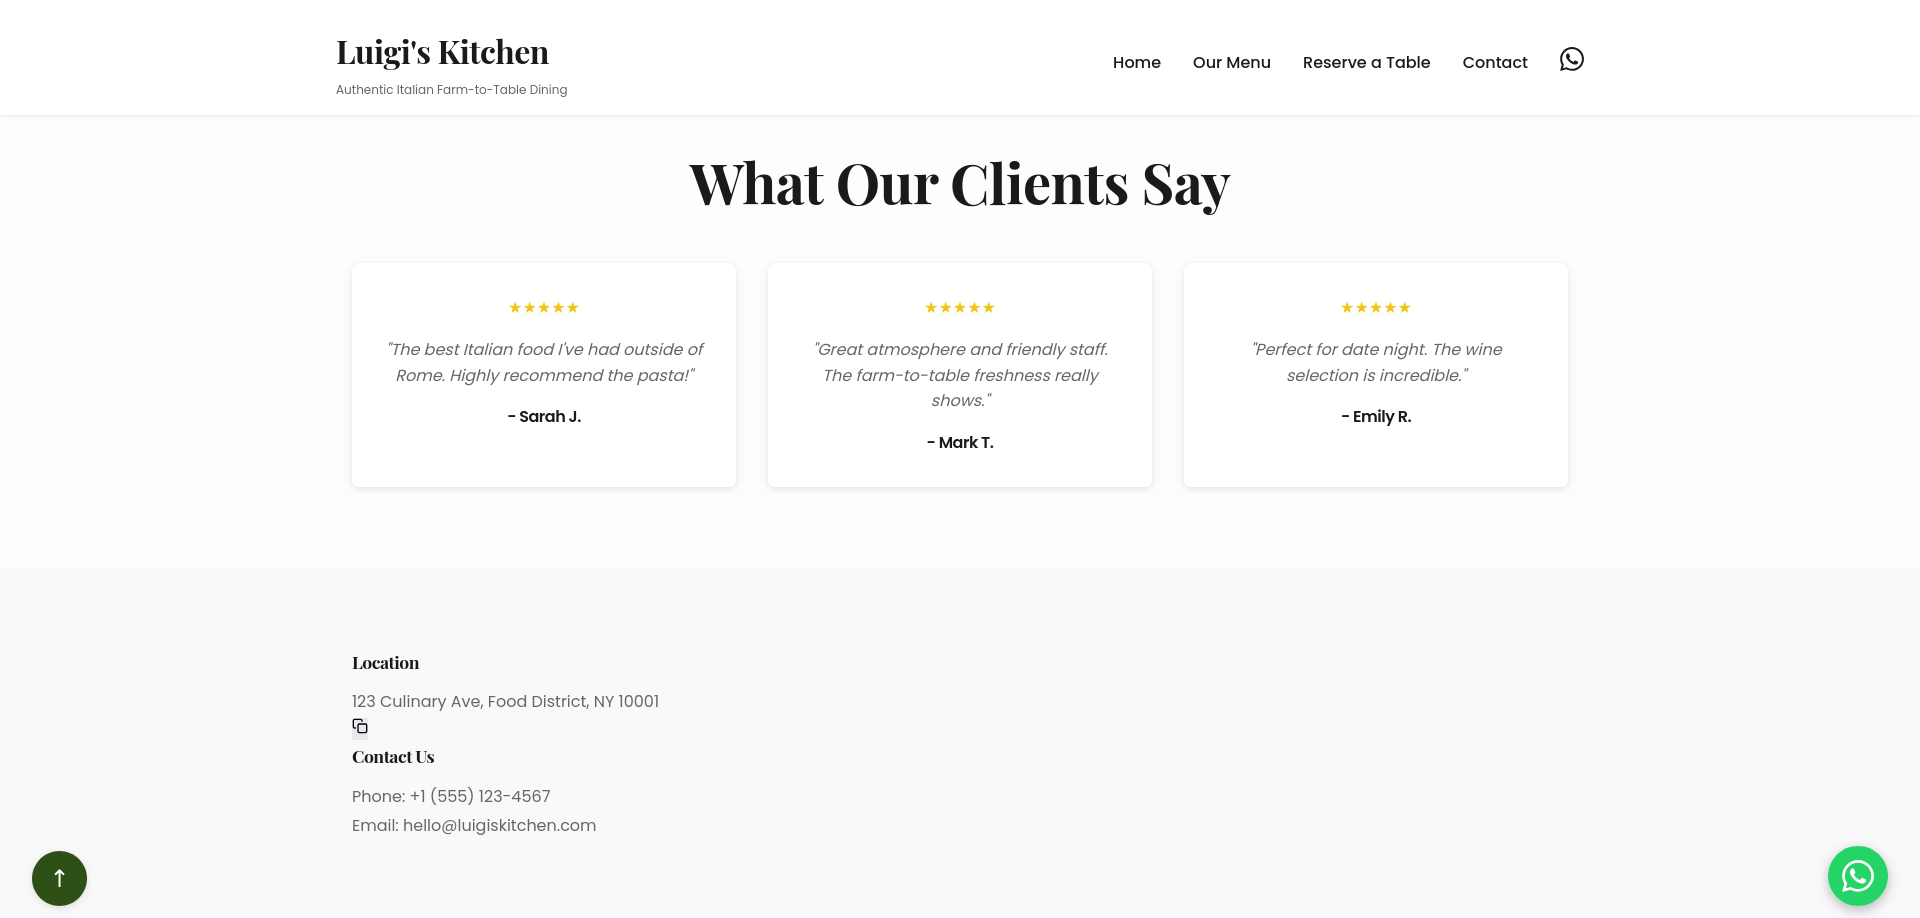 Luigi's Kitchen
Authentic Italian Farm-to-Table Dining
Home
Our Menu
Reserve a Table
Contact
What Our Clients Say
★★★★★
"The best Italian food I've had outside of
Rome. Highly recommend the pasta!"
- Sarah J.
★★★★★
"Great atmosphere and friendly staff.
The farm-to-table freshness really
shows."
- Mark T.
★★★★★
"Perfect for date night. The wine
selection is incredible."
- Emily R.
Location
123 Culinary Ave, Food District, NY 10001
Contact Us
Phone: +1 (555) 123-4567
Email: hello@luigiskitchen.com
↑